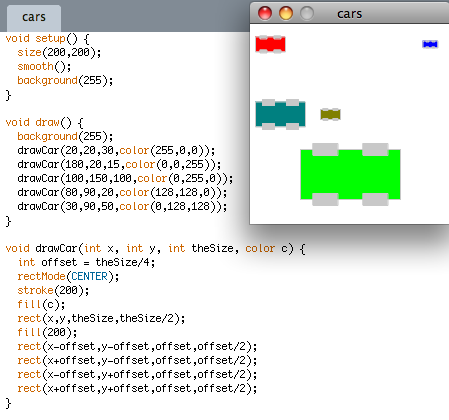 cars
cars
void setup() {
size(200,200);
smooth();
background(255);
}
void draw() {
background(255);
drawCar(20,20,30,color(255,0,0));
drawCar(180,20,15,color(0,0,255));
drawCar(100,150,100,color(0,255,0));
drawCar(80,90,20,color(128,128,0));
drawCar(30,90,50,color(0,128,128));
}
void drawCar(int x, int y, int theSize, color c) {
int offset = theSize/4;
rectMode(CENTER);
stroke(200);
fill(c);
rect(x,y,theSize,theSize/2);
fill(200);
rect(x-offset,y-offset,offset,offset/2);
rect(x+offset,y-offset,offset,offset/2);
rect(x-offset,y+offset,offset,offset/2);
rect(x+offset,y+offset,offset,offset/2);
}